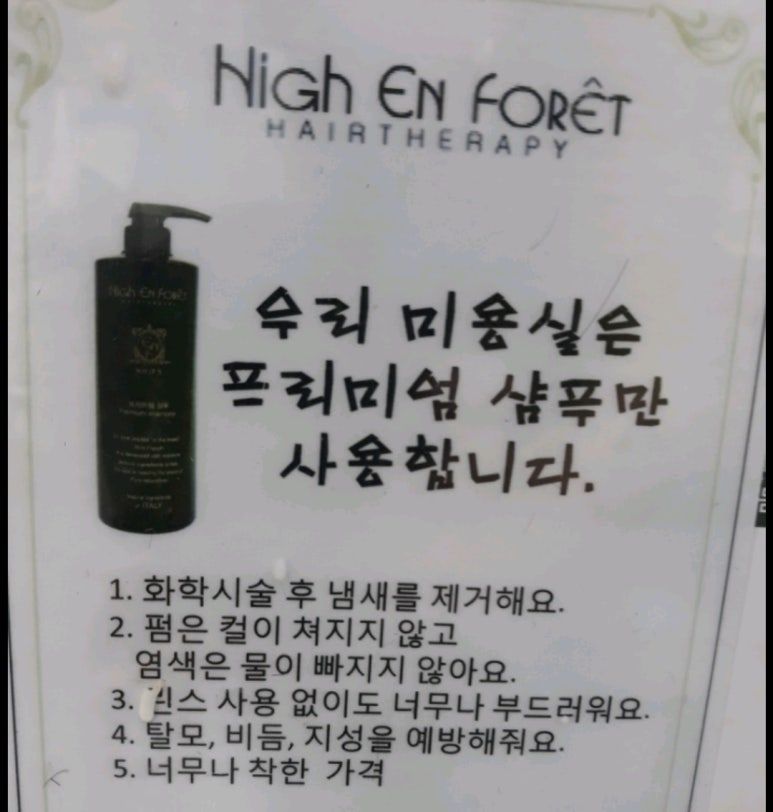 High En Forêt
HAIRTHERAPY
High En Forêt
우리 미용실은
프리미엄 샴푸만
사용합니다.
ITALY
1. 화학시술 후 냄새를 제거해요.
2. 펌은 컬이 쳐지지 않고
염색은 물이 빠지지 않아요.
3. 린스 사용 없이도 너무나 부드러워요.
4. 탈모, 비듬, 지성을 예방해줘요.
5. 너무나 착한 가격